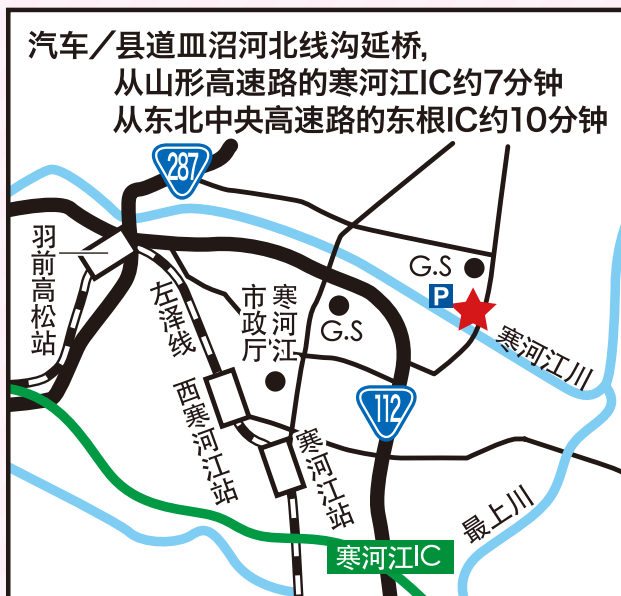 汽车／县道皿沼河北线沟延桥，
从山形高速路的寒河江IC约7分钟
从东北中央高速路的东根IC约10分钟
287
羽前高松站
G.S
P
左泽线
寒河江
市政厅
G.S
寒河江川
西寒河江站
112
寒河江站
最上川
寒河江IC